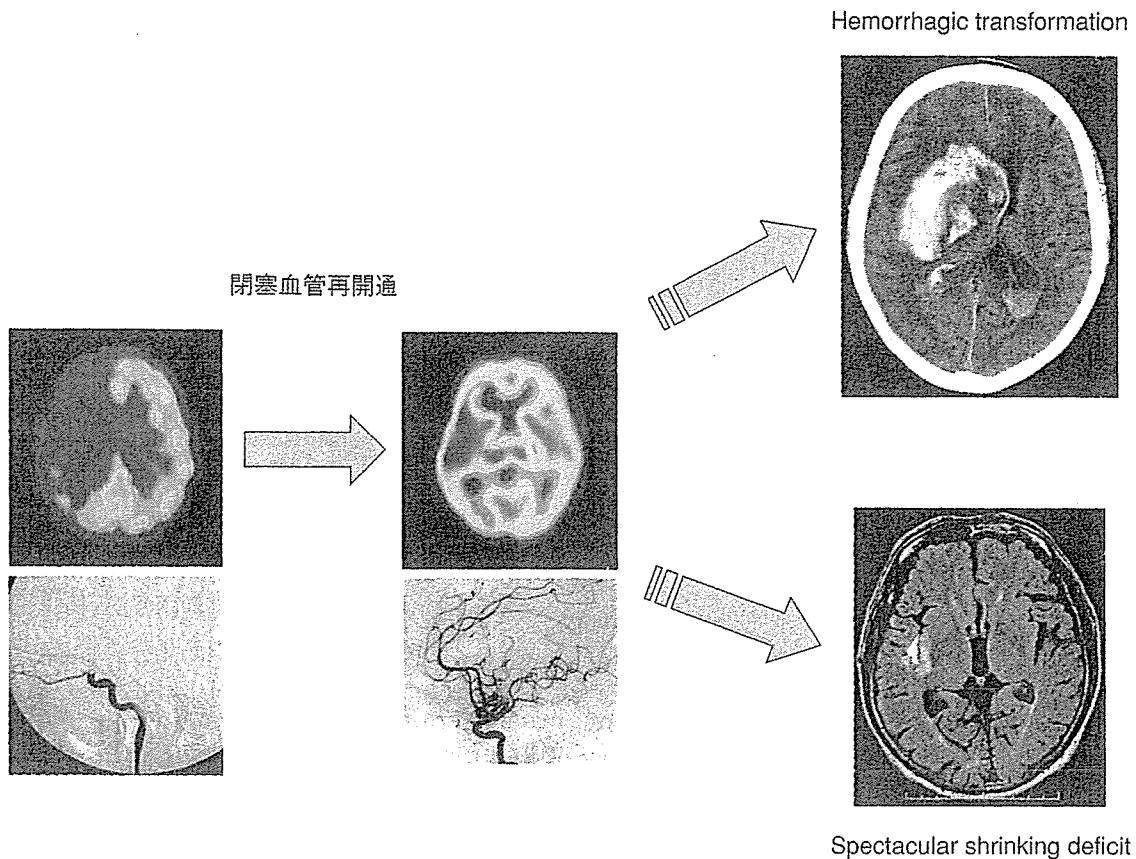 Hemorrhagic transformation
閉塞血管再開通
Spectacular shrinking deficit